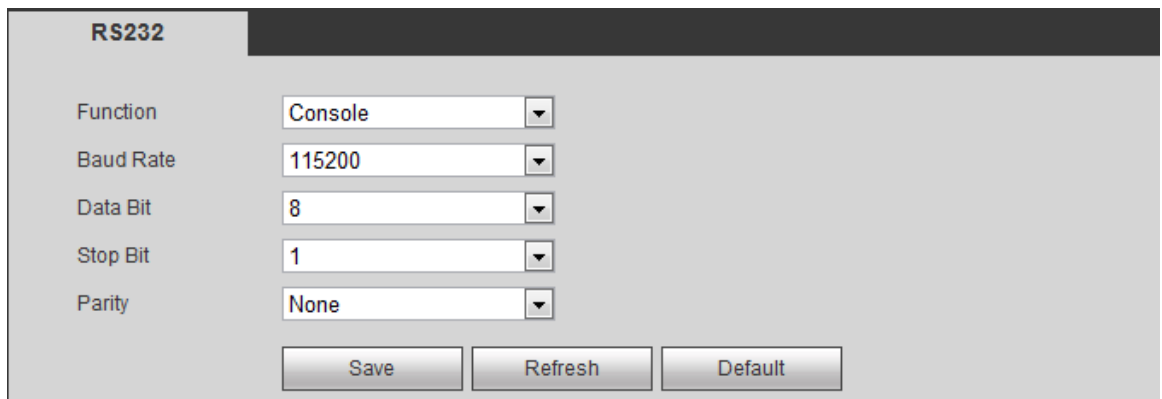 RS232
Function Console
Baud Rate 115200
Data Bit 8
Stop Bit 1
Parity None
Save Refresh Default